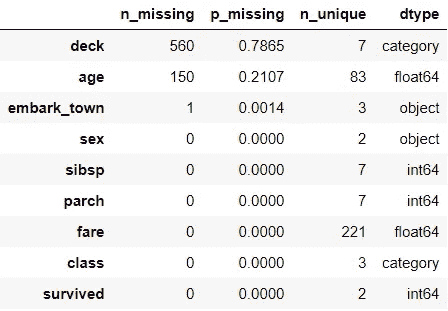 n_missing p_missing n_unique dtype
deck 560 0.7865 7 category
age 150 0.2107 83 float64
embark_town 1 0.0014 3 object
sex 0 0.0000 2 object
sibsp 0 0.0000 7 int64
parch 0 0.0000 7 int64
fare 0 0.0000 221 float64
class 0 0.0000 3 category
survived 0 0.0000 2 int64